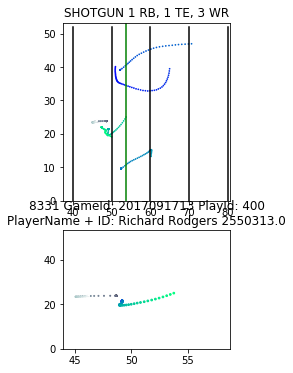 SHOTGUN 1 RB, 1 TE, 3 WR
50
40
30
20
10
0
40 50 60 70 80
8331 GameId: 2017091713 PlayId: 400
PlayerName + ID: Richard Rodgers 2550313.0
40
20
0
45 50 55